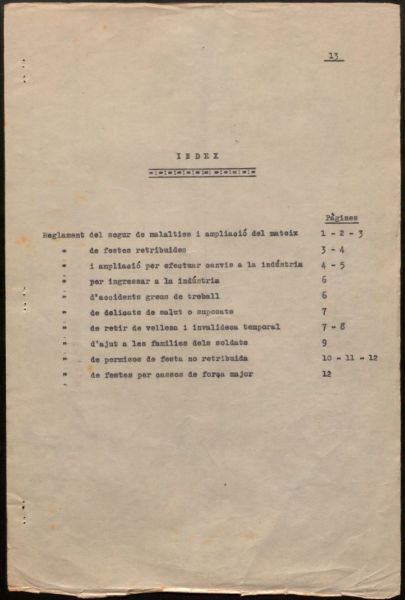 13
INDEX
Pàgines
Reglament del segur de malalties i ampliació del mateix 1 - 2 - 3
" de festes retribuides 3 - 4
" i ampliació per efectuar canvis a la indústria 4 - 5
" per ingressar a la indústria 6
" d'accidents greus de treball 6
" de delicats de salut o suposats 7
" de retir de vellesa i invalidesa temporal 7 - 8
" d'ajut a les families dels soldats 9
" de permisos de festa no retribuida 10 - 11 - 12
" de festes per casos de força major 12